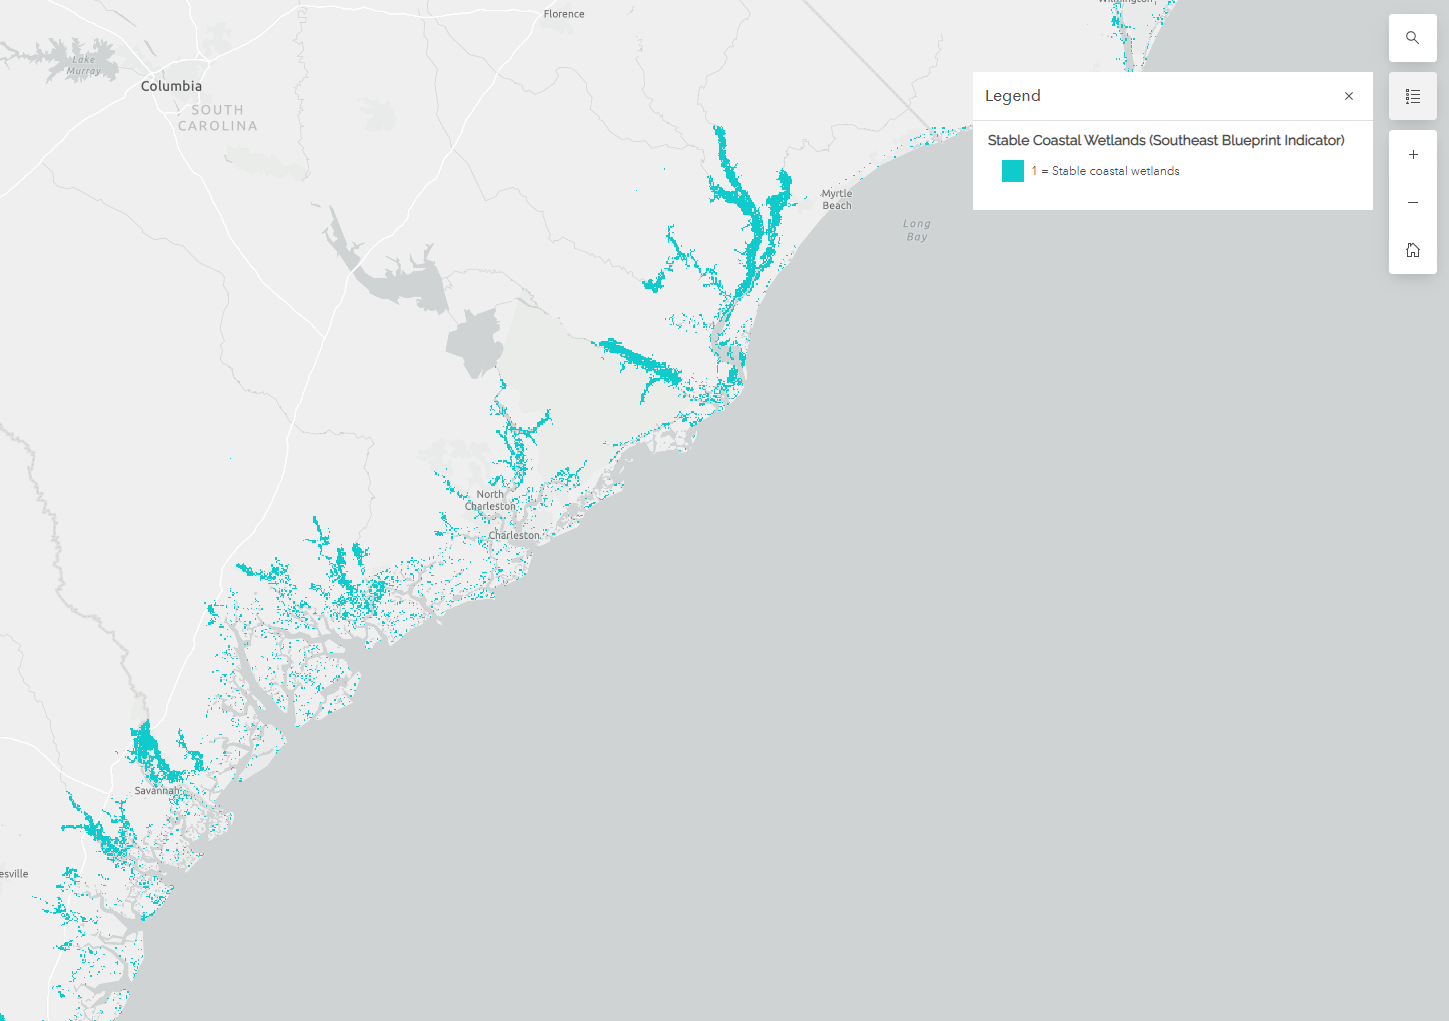 Florence
Lake
Murray
Columbia
SOUTH
CAROLINA
Legend
Stable Coastal Wetlands (Southeast Blueprint Indicator)
1 = Stable coastal wetlands
Myrtle
Beach
Long
Bay
North
Charleston
Charleston
Savannah
esville